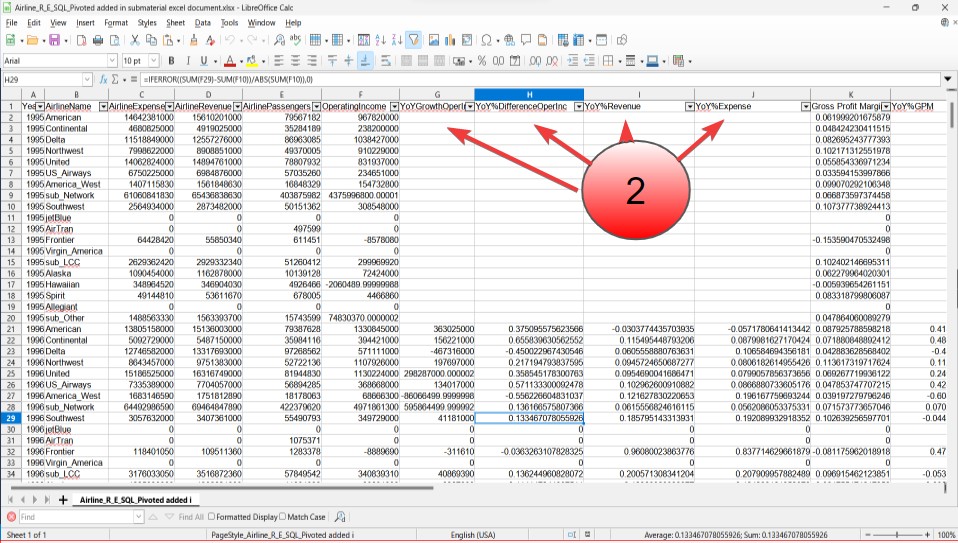 Airline_R_E_SQL_Pivoted added in submaterial excel document.xlsx - LibreOffice Calc
File Edit View Insert Format Styles Sheet Data Tools Window Help
Arial 10 pt
H29 =IFERROR((SUM(F29)-SUM(F10))/ABS(SUM(F10)),0)
A B C D E F G H I J K L
1 Yea AirlineName AirlineExpense AirlineRevenue AirlinePassengers OperatingIncome YoYGrowthOperI YoY%DifferenceOperInc YoY%Revenue YoY%Expense Gross Profit Margi YoY%GPM
2 1995 American 14642381000 15610201000 79567182 967820000 0.061999201675879
3 1995 Continental 4680825000 4919025000 35284189 238200000 0.048424230411515
4 1995 Delta 11518849000 12557276000 86963085 1038427000 0.082695243777393
5 1995 Northwest 7998622000 8908851000 49370005 910229000 0.102171312551978
6 1995 United 14062824000 14894761000 78807932 831937000 0.055854336971234
7 1995 US_Airways 6750225000 6984876000 57035260 234651000 0.033594153997866
8 1995 America_West 1407115830 1561848630 16848329 154732800 0.099070292106348
9 1995 sub_Network 61060841830 65436838630 403875982 4375996800.00001 0.066873597374458
10 1995 Southwest 2564934000 2873482000 50151362 308548000 0.107377738924413
11 1995 jetBlue 0 0 0 0 0
12 1995 AirTran 0 0 497599 0 0
13 1995 Frontier 64428420 55850340 611451 -8578080 -0.153590470532498
14 1995 Virgin_America 0 0 0 0 0
15 1995 sub_LCC 2629362420 2929332340 51260412 299969920 0.102402146695311
16 1995 Alaska 1090454000 1162878000 10139128 72424000 0.062279964020301
17 1995 Hawaiian 348964520 346904030 4926466 -2060489.99999988 -0.005939654261151
18 1995 Spirit 49144810 53611670 678005 4466860 0.083318799806087
19 1995 Allegiant 0 0 0 0 0
20 1995 sub_Other 1488563330 1563393700 15743599 74830370.0000002 0.047864060089279
21 1996 American 13805158000 15136003000 79387628 1330845000 363025000 0.375095575623566 -0.0303774435703935 -0.0571780641413442 0.087925788598218 0.41
22 1996 Continental 5092729000 5487150000 35984116 394421000 156221000 0.655839630562552 0.115495448793206 0.0879981627170424 0.071880848892412 0.48
23 1996 Delta 12746582000 13317693000 97268562 571111000 -467316000 -0.450022967430546 0.0605558880763631 0.106584694356181 0.042883628568402 -0.4
24 1996 Northwest 8643457000 9751383000 52722136 1107926000 197697000 0.217194793837595 0.0945724650687277 0.0806182614955426 0.113617319717624 0.11
25 1996 United 15186525000 16316749000 81944830 1130224000 298287000.000002 0.358545178300763 0.0954690041686471 0.0799057856373656 0.069267719936122 0.24
26 1996 US_Airways 7335389000 7704057000 56894285 368668000 134017000 0.571133300092478 0.102962600910882 0.0866880733605176 0.047853747707215 0.42
27 1996 America_West 1683146590 1751812890 18178063 68666300 -86066499.9999998 -0.556226604831037 0.121627830220653 0.196167759693244 0.039197279796246 -0.60
28 1996 sub_Network 64492986590 69464847890 422379620 4971861300 595864499.999992 0.136166575807366 0.0615556824616115 0.0562086053375331 0.071573773657046 0.070
29 1996 Southwest 3057632000 3407361000 55490793 349729000 41181000 0.133467078055926 0.185795143313931 0.192089932918352 0.102639256597701 -0.044
30 1996 jetBlue 0 0 0 0 0 0 0 0 0
31 1996 AirTran 0 0 1075371 0 0 0 0 0 0
32 1996 Frontier 118401050 109511380 1283378 -8889670 -311610 -0.0363263107828325 0.96080023863776 0.837714629661879 -0.081175962018918 0.47
33 1996 Virgin_America 0 0 0 0 0 0 0 0 0
34 1996 sub_LCC 3176033050 3516872360 57849542 340839310 40869390 0.136244960828072 0.200571308341204 0.207909957882489 0.096915462123851 -0.053
2
Airline_R_E_SQL_Pivoted added i
Find Find All Formatted Display Match Case
Sheet 1 of 1 PageStyle_Airline_R_E_SQL_Pivoted added i English (USA) Average: 0.133467078055926; Sum: 0.133467078055926 100%